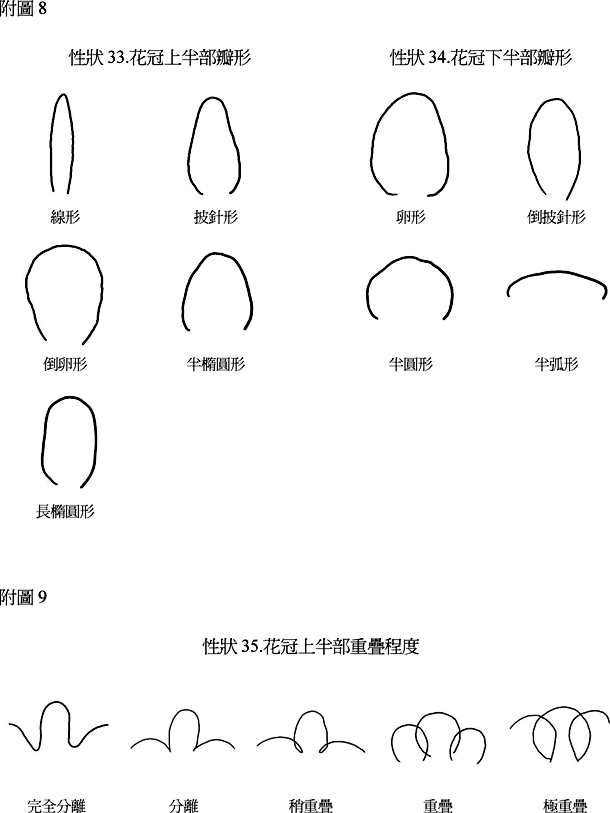 附圖 8
性狀 33.花冠上半部瓣形
性狀 34.花冠下半部瓣形
線形
披針形
卵形
倒披針形
倒卵形
半橢圓形
半圓形
半弧形
長橢圓形
附圖 9
性狀 35.花冠上半部重疊程度
完全分離
分離
稍重疊
重疊
極重疊